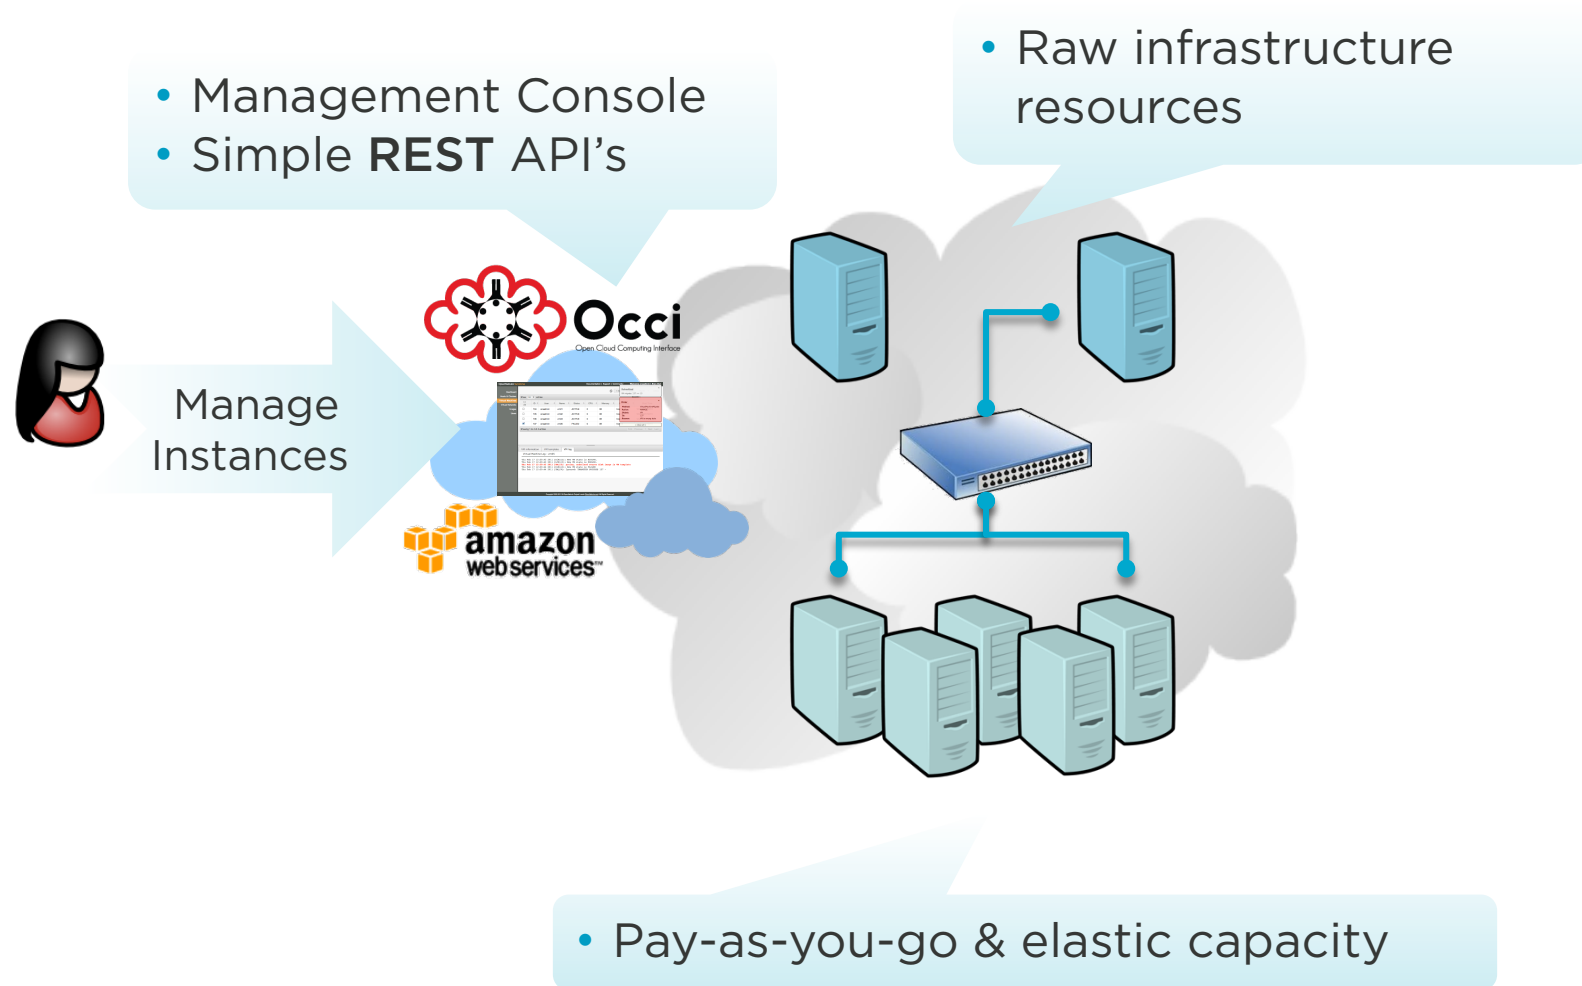 • Management Console
• Simple REST API's
• Raw infrastructure
resources
Occi
Open Cloud Computing Interface
Manage
Instances
amazon
webservices™
• Pay-as-you-go & elastic capacity